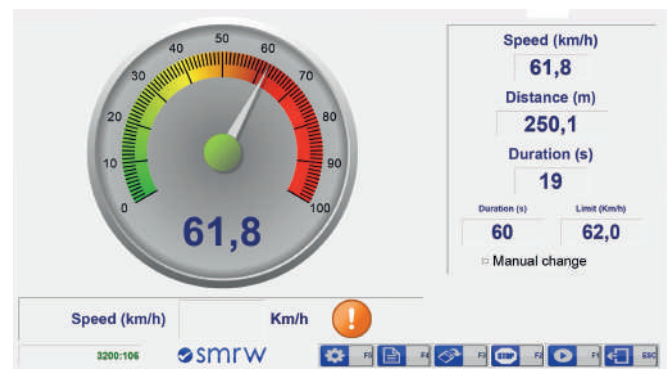 50
40
60
30
70
20
80
10
90
0
100
61,8
Speed (km/h)
61,8
Distance (m)
250,1
Duration (s)
19
Duration (s) Limit (Km/h)
60 62,0
Manual change
Speed (km/h) Km/h !
3200:106 smrw F5 F4 F3 STOP F2 F1 ESC